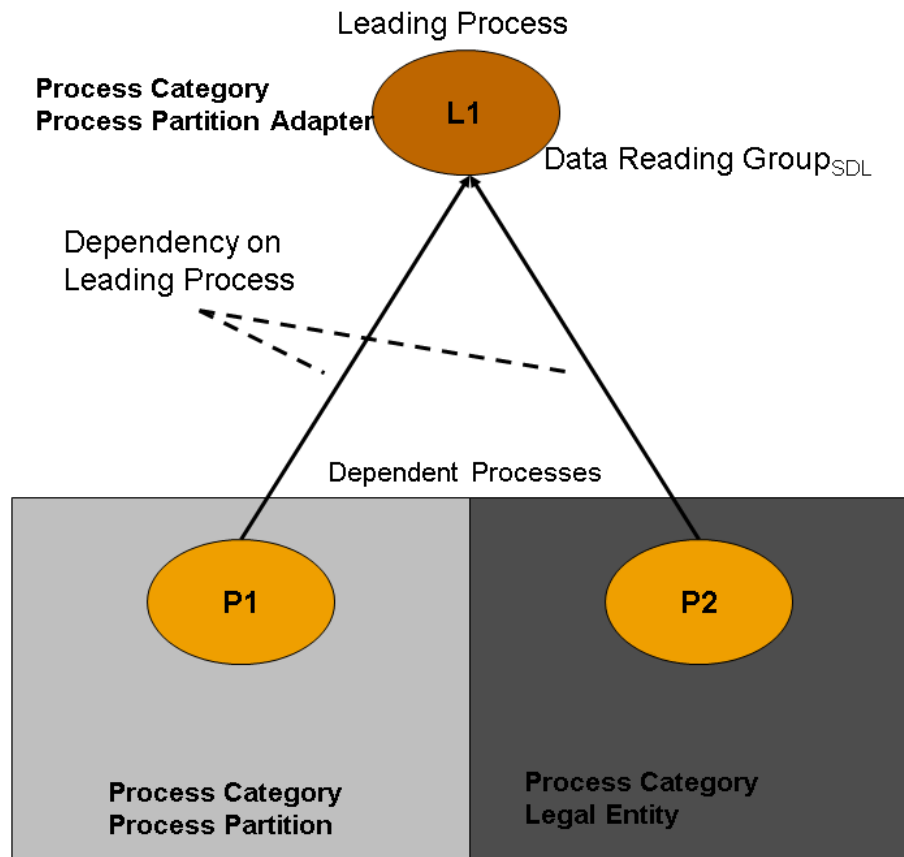 Leading Process
Process Category
Process Partition Adapter
L1
Data Reading GroupSDL
Dependency on
Leading Process
Dependent Processes
P1
P2
Process Category
Process Partition
Process Category
Legal Entity